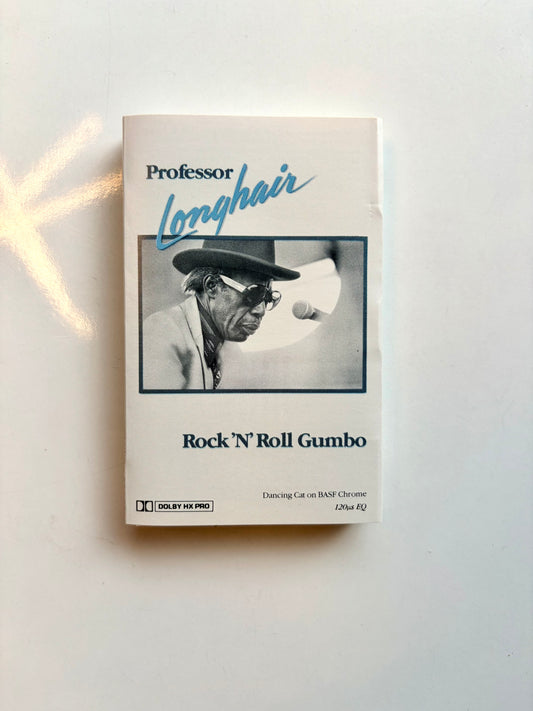 Professor
Longhair
Rock 'N' Roll Gumbo
Dancing Cat on BASF Chrome
DOLBY HX PRO
120µs EQ